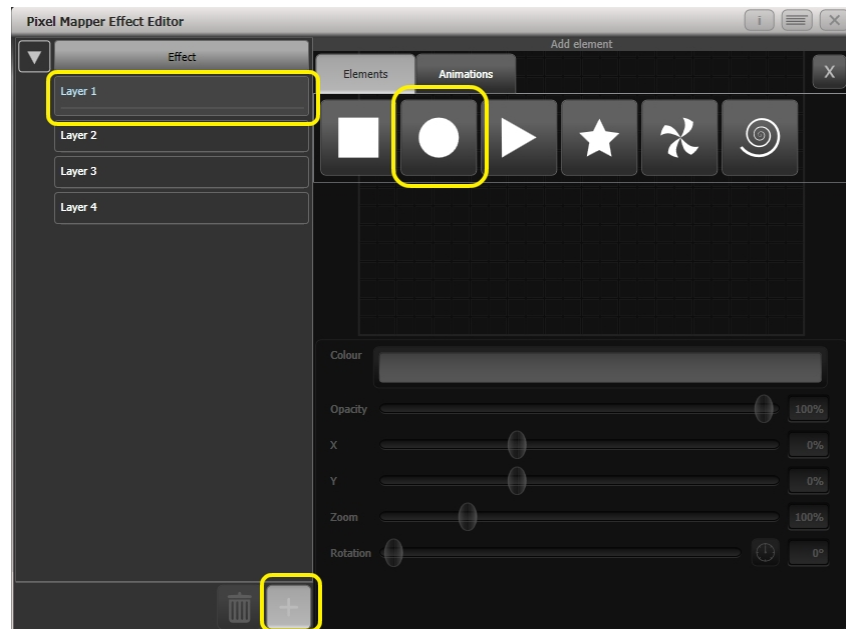 Pixel Mapper Effect Editor
i
X
Effect
Add element
Layer 1
Elements
Animations
X
Layer 2
Layer 3
Layer 4
Colour
Opacity
100%
X
0%
Y
0%
Zoom
100%
Rotation
0°